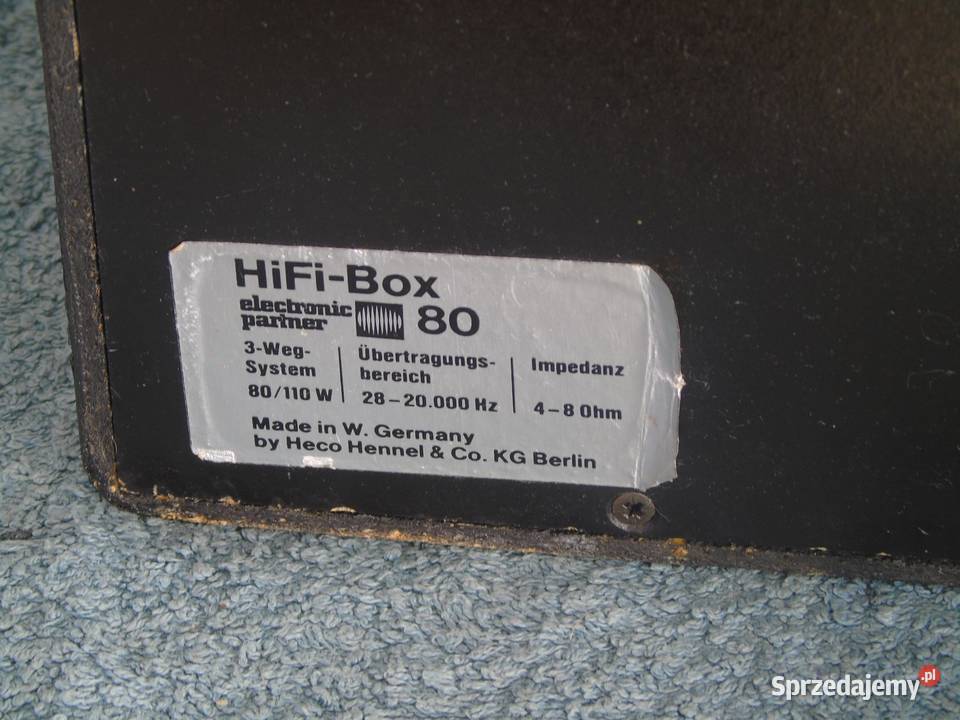 HiFi-Box
electronic
partner 80
3-Weg-
System
80/110 W
Übertragungs-
bereich
28-20.000 Hz
Impedanz
4-8 Ohm
Made in W. Germany
by Heco Hennel & Co. KG Berlin
Sprzedajemy.pl